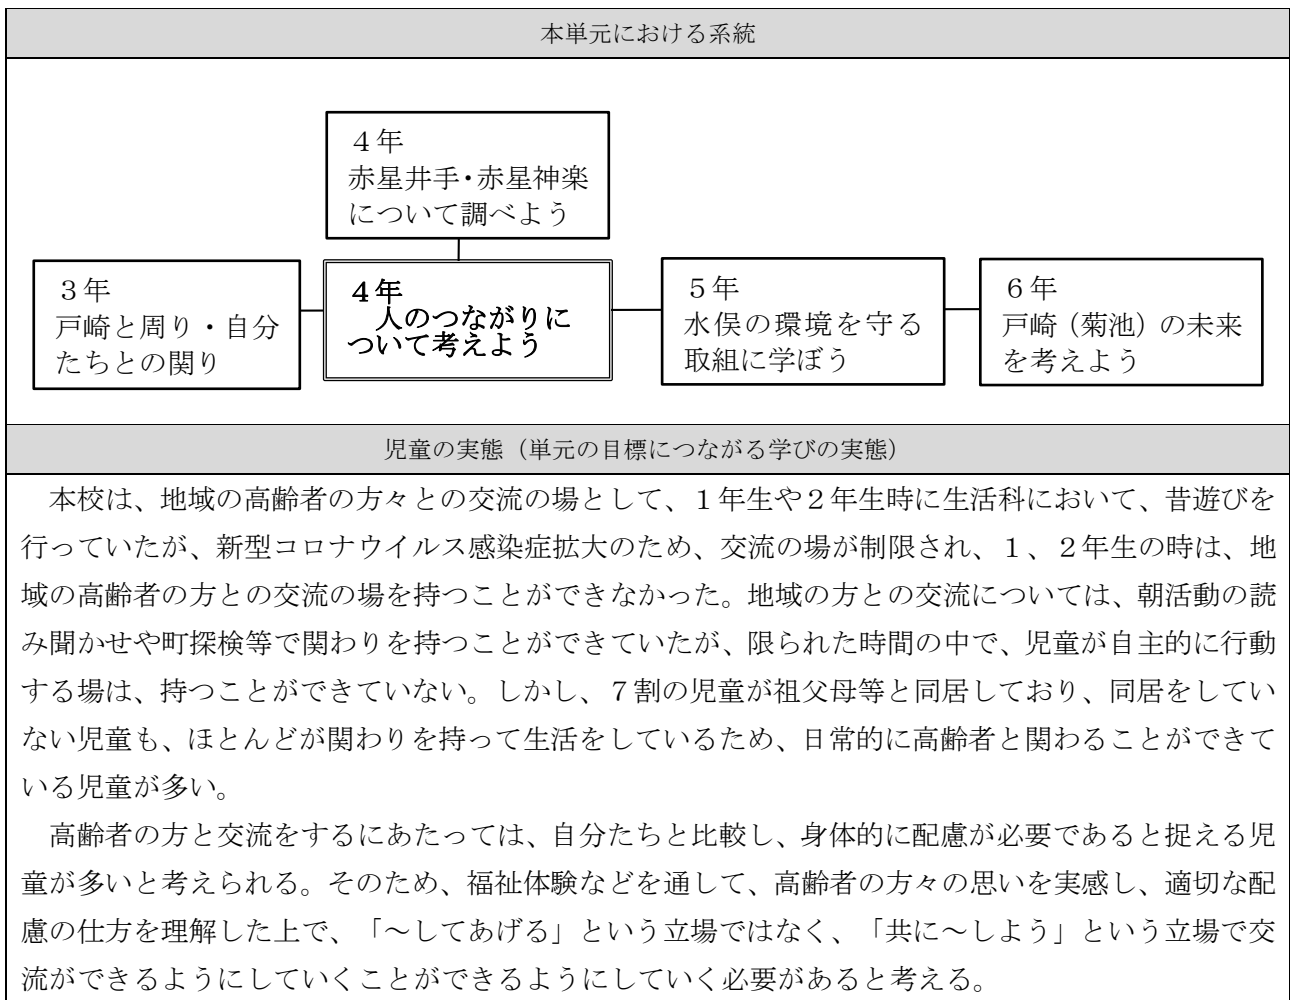 本単元における系統
４年
赤星井手・赤星神楽
について調べよう
３年
戸崎と周り・自分
たちとの関り
４年
人のつながりに
ついて考えよう
５年
水俣の環境を守る
取組に学ぼう
６年
戸崎（菊池）の未来
を考えよう
児童の実態（単元の目標につながる学びの実態）
本校は、地域の高齢者の方々との交流の場として、１年生や２年生時に生活科において、昔遊びを
行っていたが、新型コロナウイルス感染症拡大のため、交流の場が制限され、１、２年生の時は、地
域の高齢者の方との交流の場を持つことができなかった。地域の方との交流については、朝活動の読
み聞かせや町探検等で関わりを持つことができていたが、限られた時間の中で、児童が自主的に行動
する場は、持つことができていない。しかし、７割の児童が祖父母等と同居しており、同居をしてい
ない児童も、ほとんどが関わりを持って生活をしているため、日常的に高齢者と関わることができて
いる児童が多い。
高齢者の方と交流をするにあたっては、自分たちと比較し、身体的に配慮が必要であると捉える児
童が多いと考えられる。そのため、福祉体験などを通して、高齢者の方々の思いを実感し、適切な配
慮の仕方を理解した上で、「～してあげる」という立場ではなく、「共に～しよう」という立場で交
流ができるようにしていくことができるようにしていく必要があると考える。